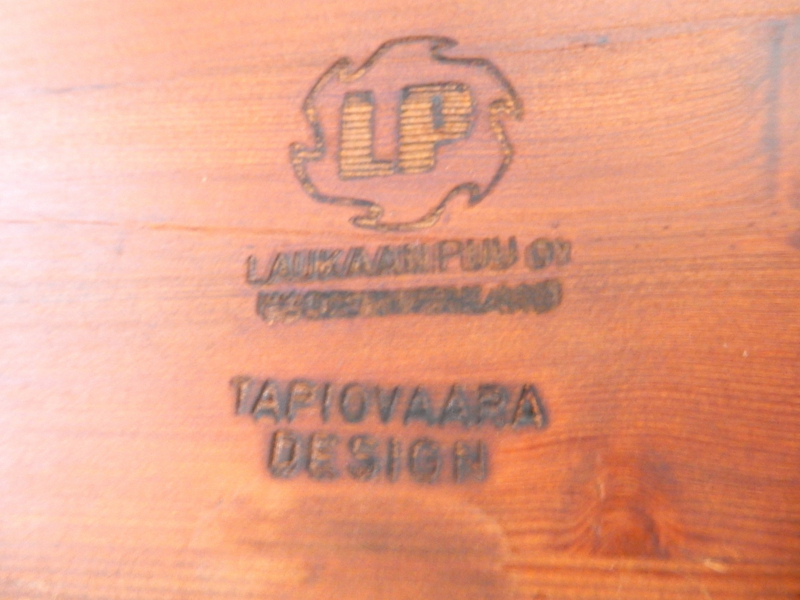 LP
LAUKAAN PUU OY
TAPIOVAARA
DESIGN